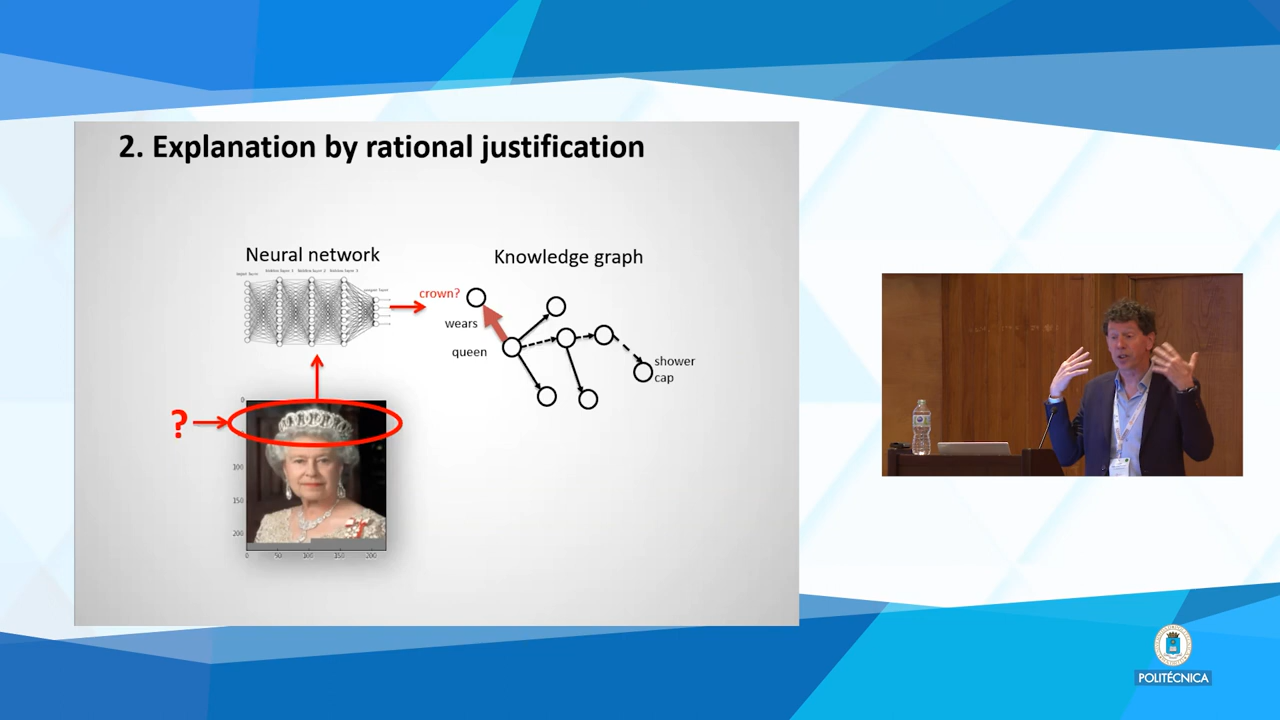 2. Explanation by rational justification
Neural network
Knowledge graph
crown?
wears
queen
shower
cap
?
0
100
150
200
0
50
100
150
200
POLITÉCNICA